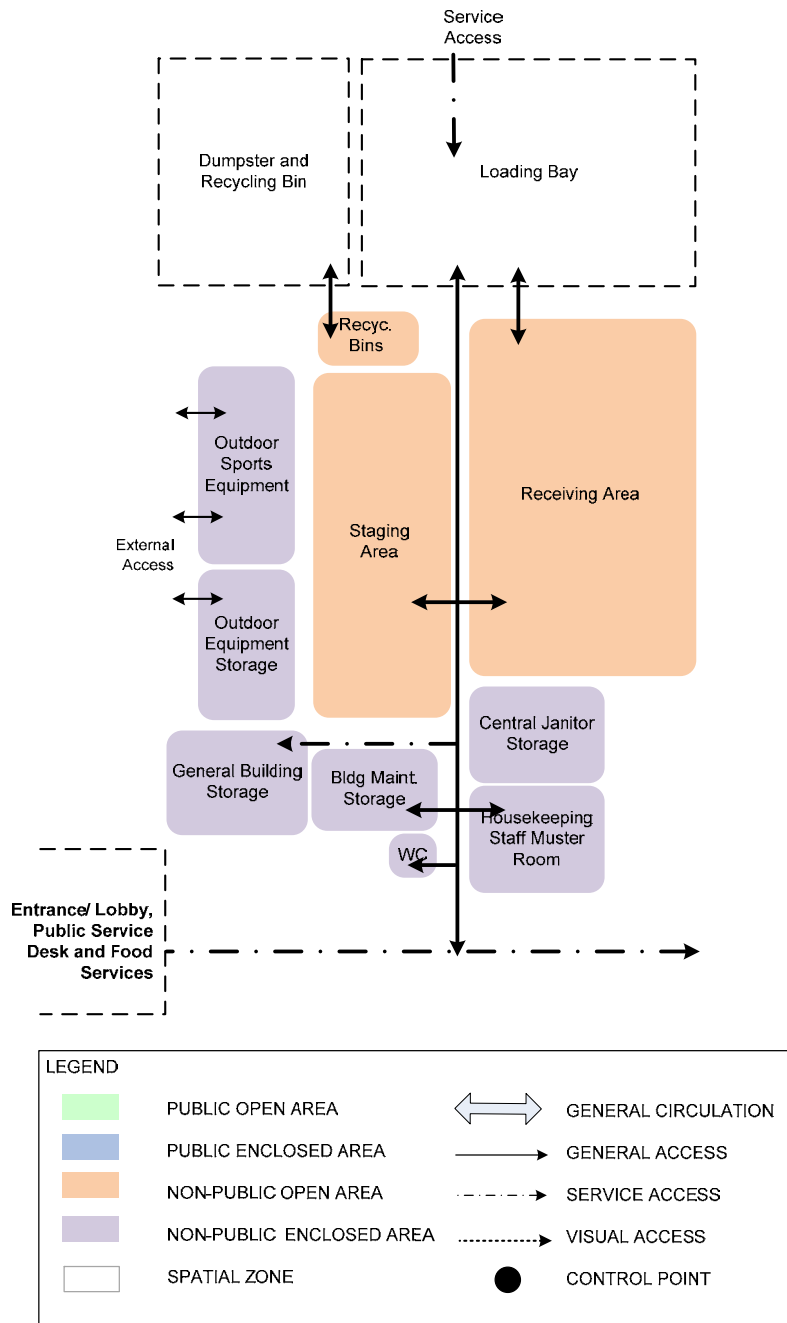 Service
Access
Dumpster and
Recycling Bin
Loading Bay
Recyc.
Bins
Outdoor
Sports
Equipment
Receiving Area
Staging
Area
External
Access
Outdoor
Equipment
Storage
Central Janitor
Storage
General Building
Storage
Bldg Maint.
Storage
Housekeeping
Staff Muster
Room
WC
Entrance/ Lobby,
Public Service
Desk and Food
Services
LEGEND
PUBLIC OPEN AREA
GENERAL CIRCULATION
PUBLIC ENCLOSED AREA
GENERAL ACCESS
NON-PUBLIC OPEN AREA
SERVICE ACCESS
NON-PUBLIC ENCLOSED AREA
VISUAL ACCESS
SPATIAL ZONE
CONTROL POINT